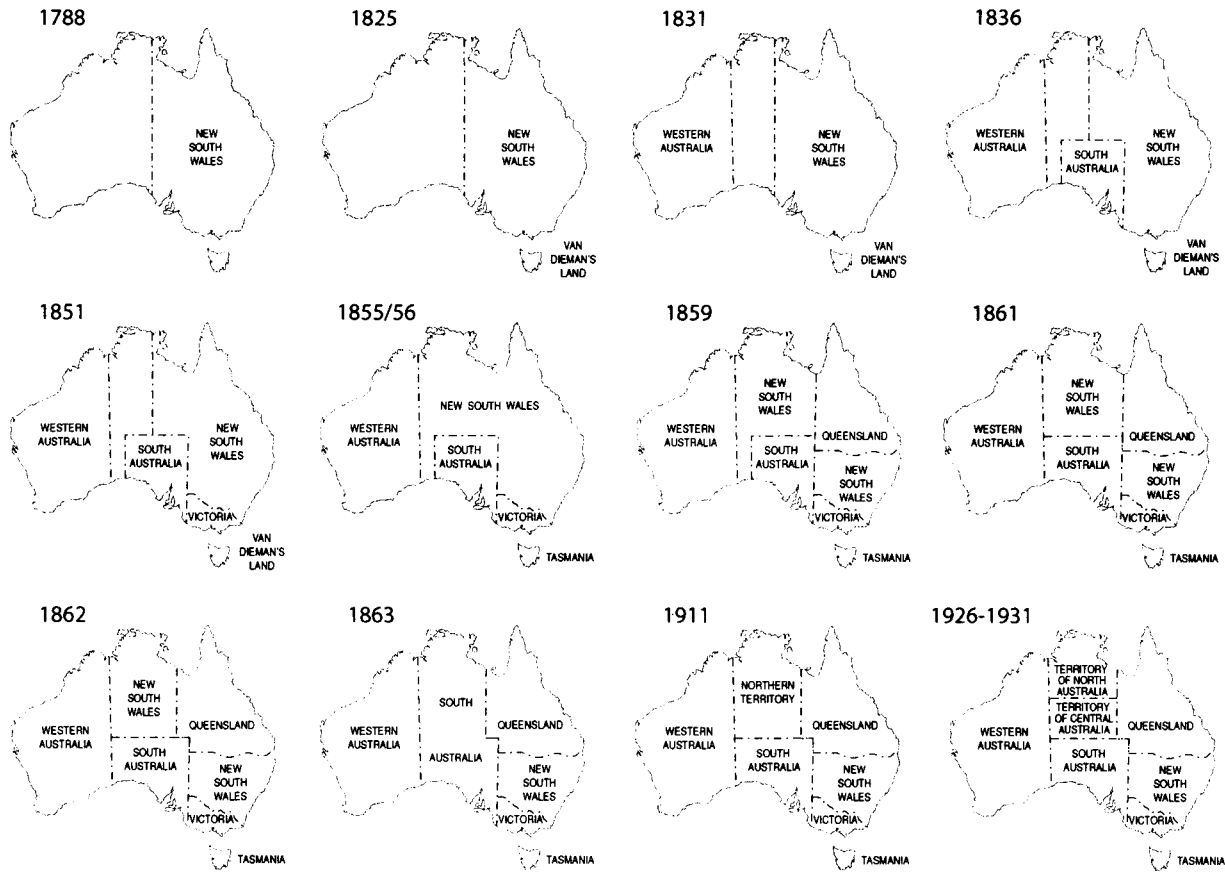 1788
NEW
SOUTH
WALES
1825
NEW
SOUTH
WALES
VAN
DIEMAN'S
LAND
1831
WESTERN
AUSTRALIA
NEW
SOUTH
WALES
VAN
DIEMAN'S
LAND
1836
WESTERN
AUSTRALIA
SOUTH
AUSTRALIA
NEW
SOUTH
WALES
VAN
DIEMAN'S
LAND
1851
WESTERN
AUSTRALIA
SOUTH
AUSTRALIA
NEW
SOUTH
WALES
VICTORIA
VAN
DIEMAN'S
LAND
1855/56
NEW SOUTH WALES
WESTERN
AUSTRALIA
SOUTH
AUSTRALIA
VICTORIA
TASMANIA
1859
NEW
SOUTH
WALES
WESTERN
AUSTRALIA
QUEENSLAND
SOUTH
AUSTRALIA
NEW
SOUTH
WALES
VICTORIA
TASMANIA
1861
NEW
SOUTH
WALES
WESTERN
AUSTRALIA
QUEENSLAND
SOUTH
AUSTRALIA
NEW
SOUTH
WALES
VICTORIA
TASMANIA
1862
NEW
SOUTH
WALES
WESTERN
AUSTRALIA
QUEENSLAND
SOUTH
AUSTRALIA
NEW
SOUTH
WALES
VICTORIA
TASMANIA
1863
SOUTH
AUSTRALIA
WESTERN
AUSTRALIA
QUEENSLAND
NEW
SOUTH
WALES
VICTORIA
TASMANIA
1911
NORTHERN
TERRITORY
WESTERN
AUSTRALIA
QUEENSLAND
SOUTH
AUSTRALIA
NEW
SOUTH
WALES
VICTORIA
TASMANIA
1926-1931
TERRITORY
OF NORTH
AUSTRALIA
TERRITORY
OF CENTRAL
AUSTRALIA
WESTERN
AUSTRALIA
QUEENSLAND
SOUTH
AUSTRALIA
NEW
SOUTH
WALES
VICTORIA
TASMANIA